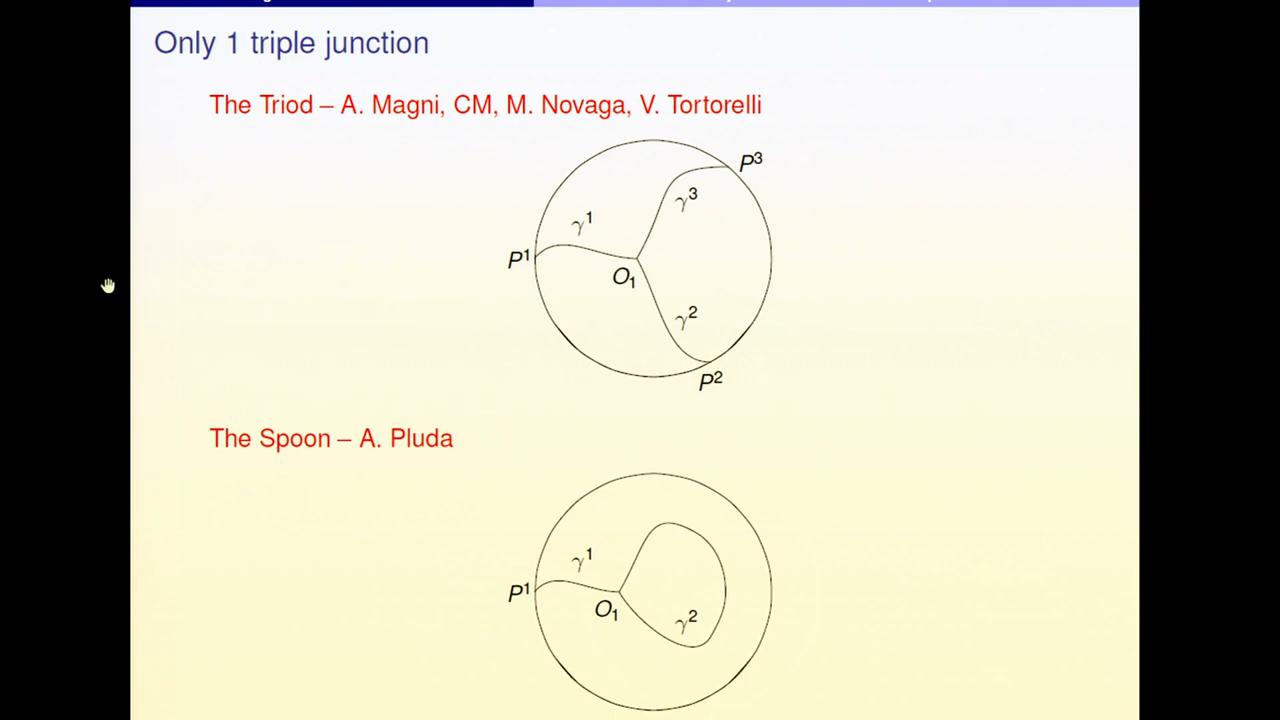 Only 1 triple junction
The Triod – A. Magni, CM, M. Novaga, V. Tortorelli
P³
γ³
γ¹
P¹
O₁
γ²
P²
The Spoon – A. Pluda
γ¹
P¹
O₁
γ²